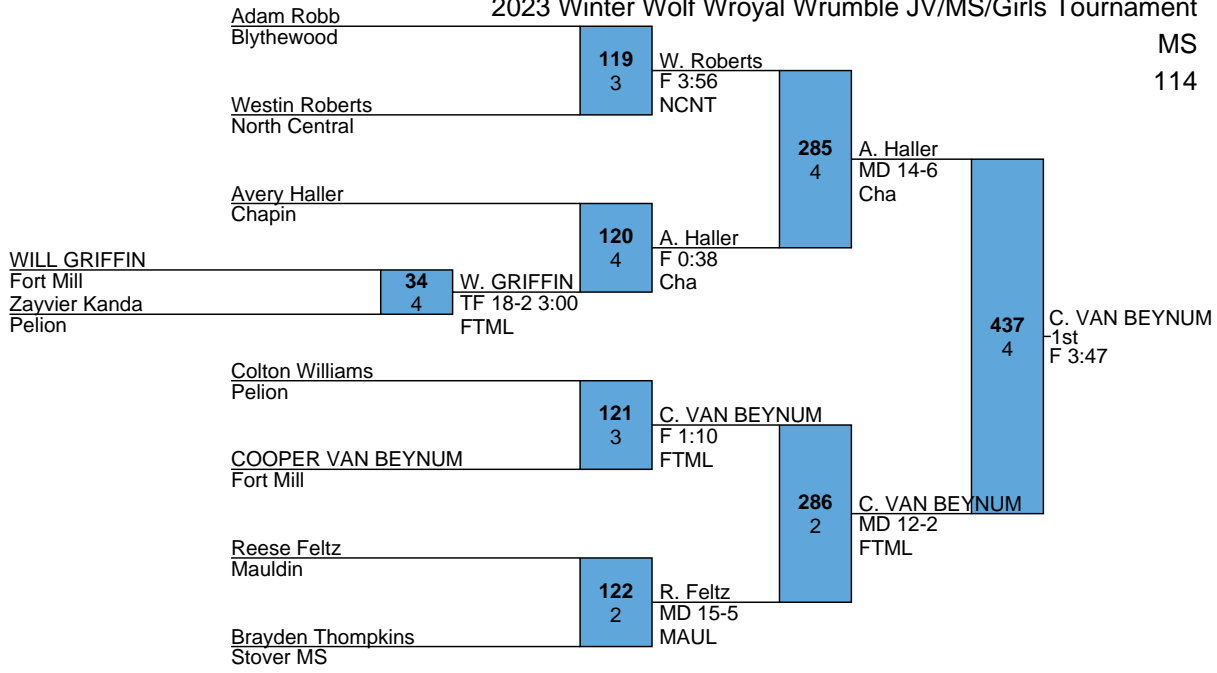 2023 Winter Wolf Wroyal Wrumble JV/MS/Girls Tournament
MS
114
Adam Robb
Blythewood
119
3
W. Roberts
F 3:56
NCNT
Westin Roberts
North Central
285
4
A. Haller
MD 14-6
Cha
Avery Haller
Chapin
120
4
A. Haller
F 0:38
Cha
WILL GRIFFIN
Fort Mill
34
4
W. GRIFFIN
TF 18-2 3:00
FTML
Zayvier Kanda
Pelion
437
4
C. VAN BEYNUM
1st
F 3:47
Colton Williams
Pelion
121
3
C. VAN BEYNUM
F 1:10
FTML
COOPER VAN BEYNUM
Fort Mill
286
2
C. VAN BEYNUM
MD 12-2
FTML
Reese Feltz
Mauldin
122
2
R. Feltz
MD 15-5
MAUL
Brayden Thompkins
Stover MS